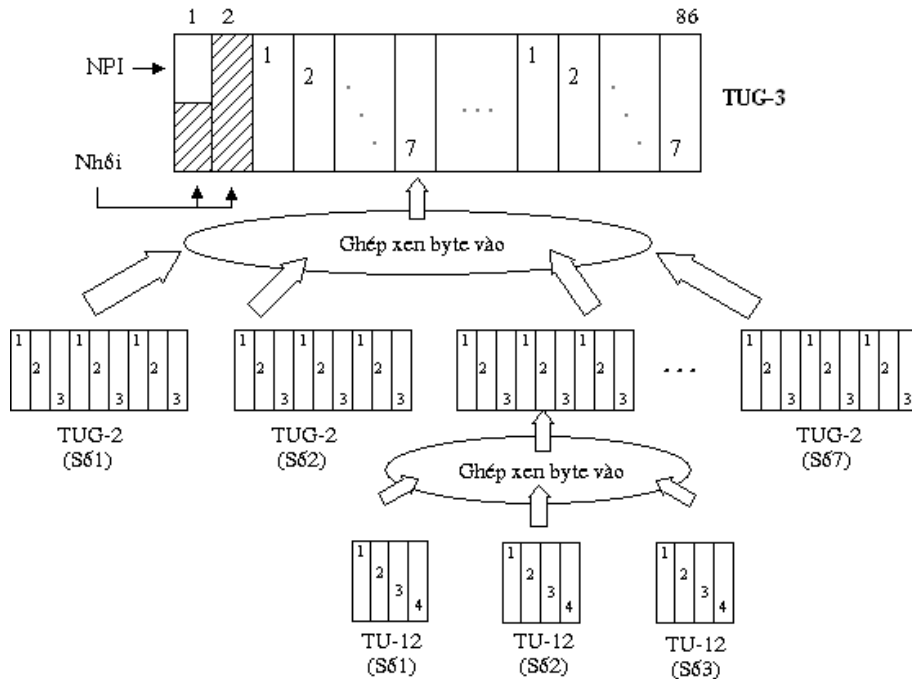 1 2 86
NPI
1 2 . . . 7 ... 1 2 . . . 7
TUG-3
Nhồi
Ghép xen byte vào
1 2 3 1 2 3 1 2 3
1 2 3 1 2 3 1 2 3
1 2 3 1 2 3 1 2 3
...
1 2 3 1 2 3 1 2 3
TUG-2
(Số1)
TUG-2
(Số2)
TUG-2
(Số7)
Ghép xen byte vào
1 2 3 4
1 2 3 4
1 2 3 4
TU-12
(Số1)
TU-12
(Số2)
TU-12
(Số3)